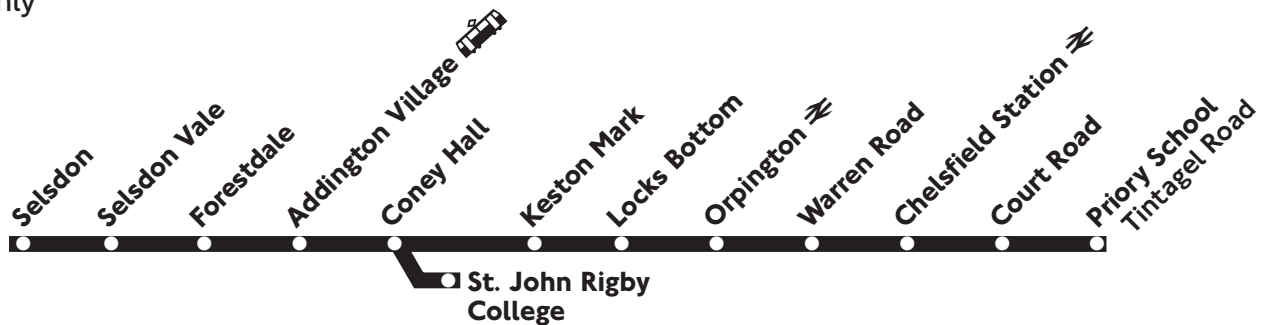 Selsdon
Selsdon Vale
Forestdale
Addington Village
Coney Hall
Keston Mark
Locks Bottom
Orpington
Warren Road
Chelsfield Station
Court Road
Priory School
Tintagel Road
St. John Rigby
College